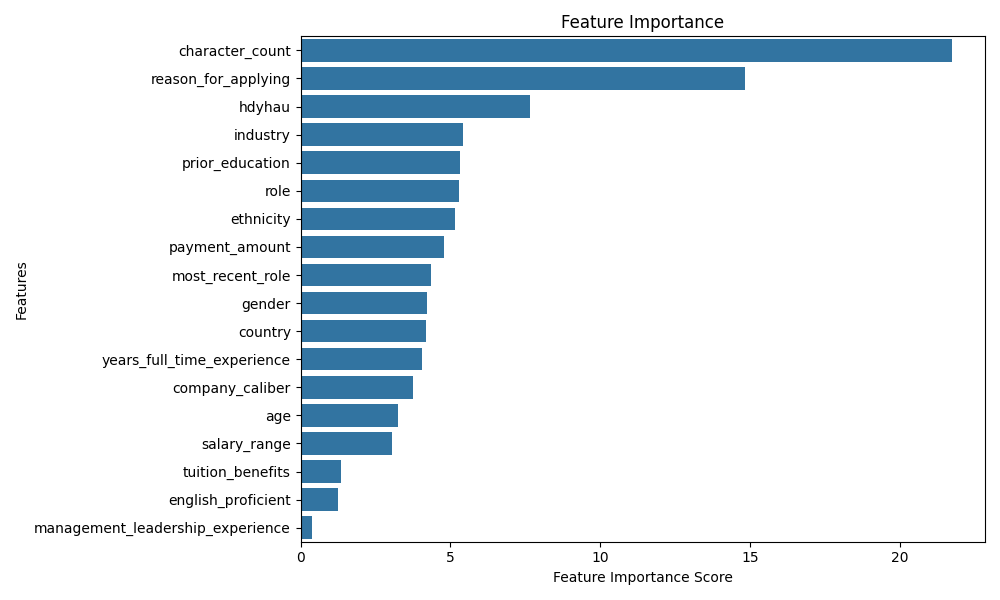 Feature Importance
Features
character_count
reason_for_applying
hdyhau
industry
prior_education
role
ethnicity
payment_amount
most_recent_role
gender
country
years_full_time_experience
company_caliber
age
salary_range
tuition_benefits
english_proficient
management_leadership_experience
0 5 10 15 20
Feature Importance Score